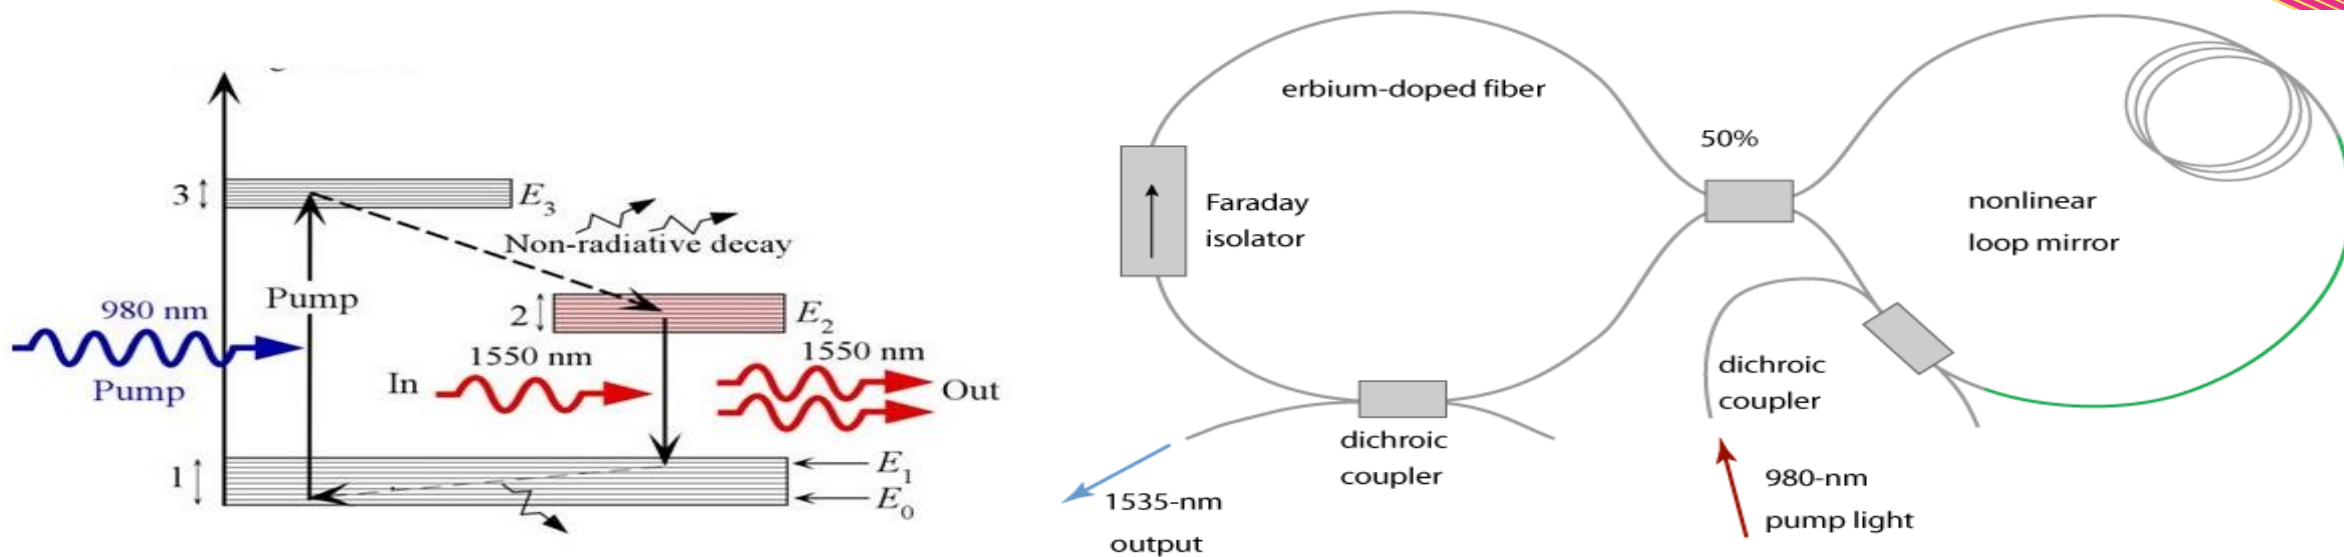 3
E3
Non-radiative decay
Pump
980 nm
Pump
2
E2
1550 nm
In
1550 nm
Out
1
E1
E0
erbium-doped fiber
50%
Faraday
isolator
nonlinear
loop mirror
dichroic
coupler
dichroic
coupler
1535-nm
output
980-nm
pump light